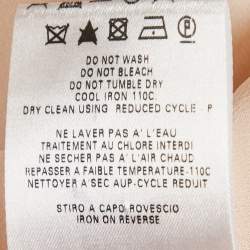 P
DO NOT WASH
DO NOT BLEACH
DO NOT TUMBLE DRY
COOL IRON 110C.
DRY CLEAN USING REDUCED CYCLE - P
NE LAVER PAS A´L´EAU
TRAITEMENT AU CHLORE INTERDI
NE SECHER PAS A´L´AIR CHAUD
REPASSER A FAIBLE TEMPERATURE-110C
NETTOYER A SEC AUP-CYCLE REDUIT
STIRO A CAPO ROVESCIO
IRON ON REVERSE